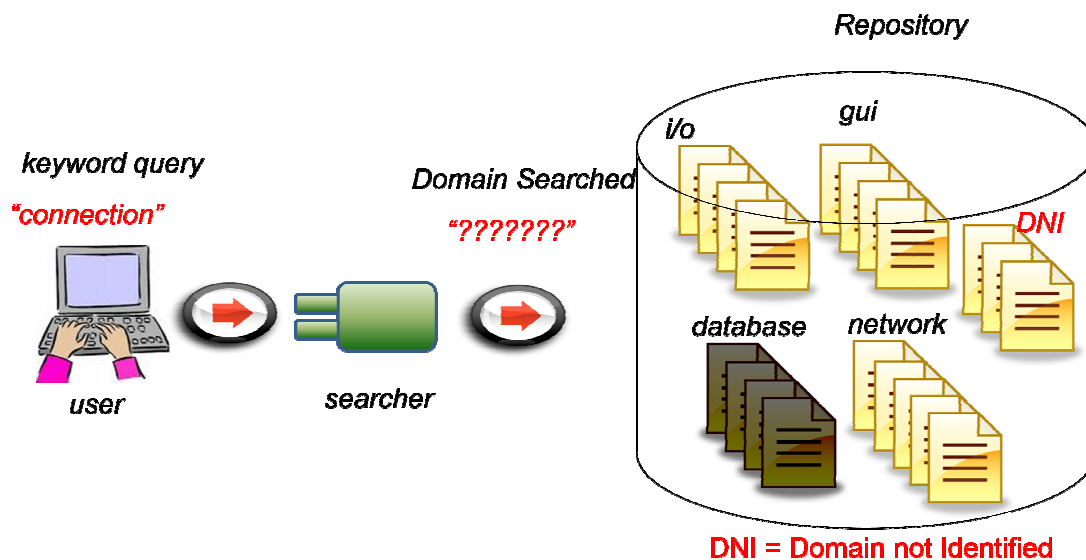 Repository
i/o
gui
keyword query
Domain Searched
“connection”
“???????”
DNI
database
network
user
searcher
DNI = Domain not Identified